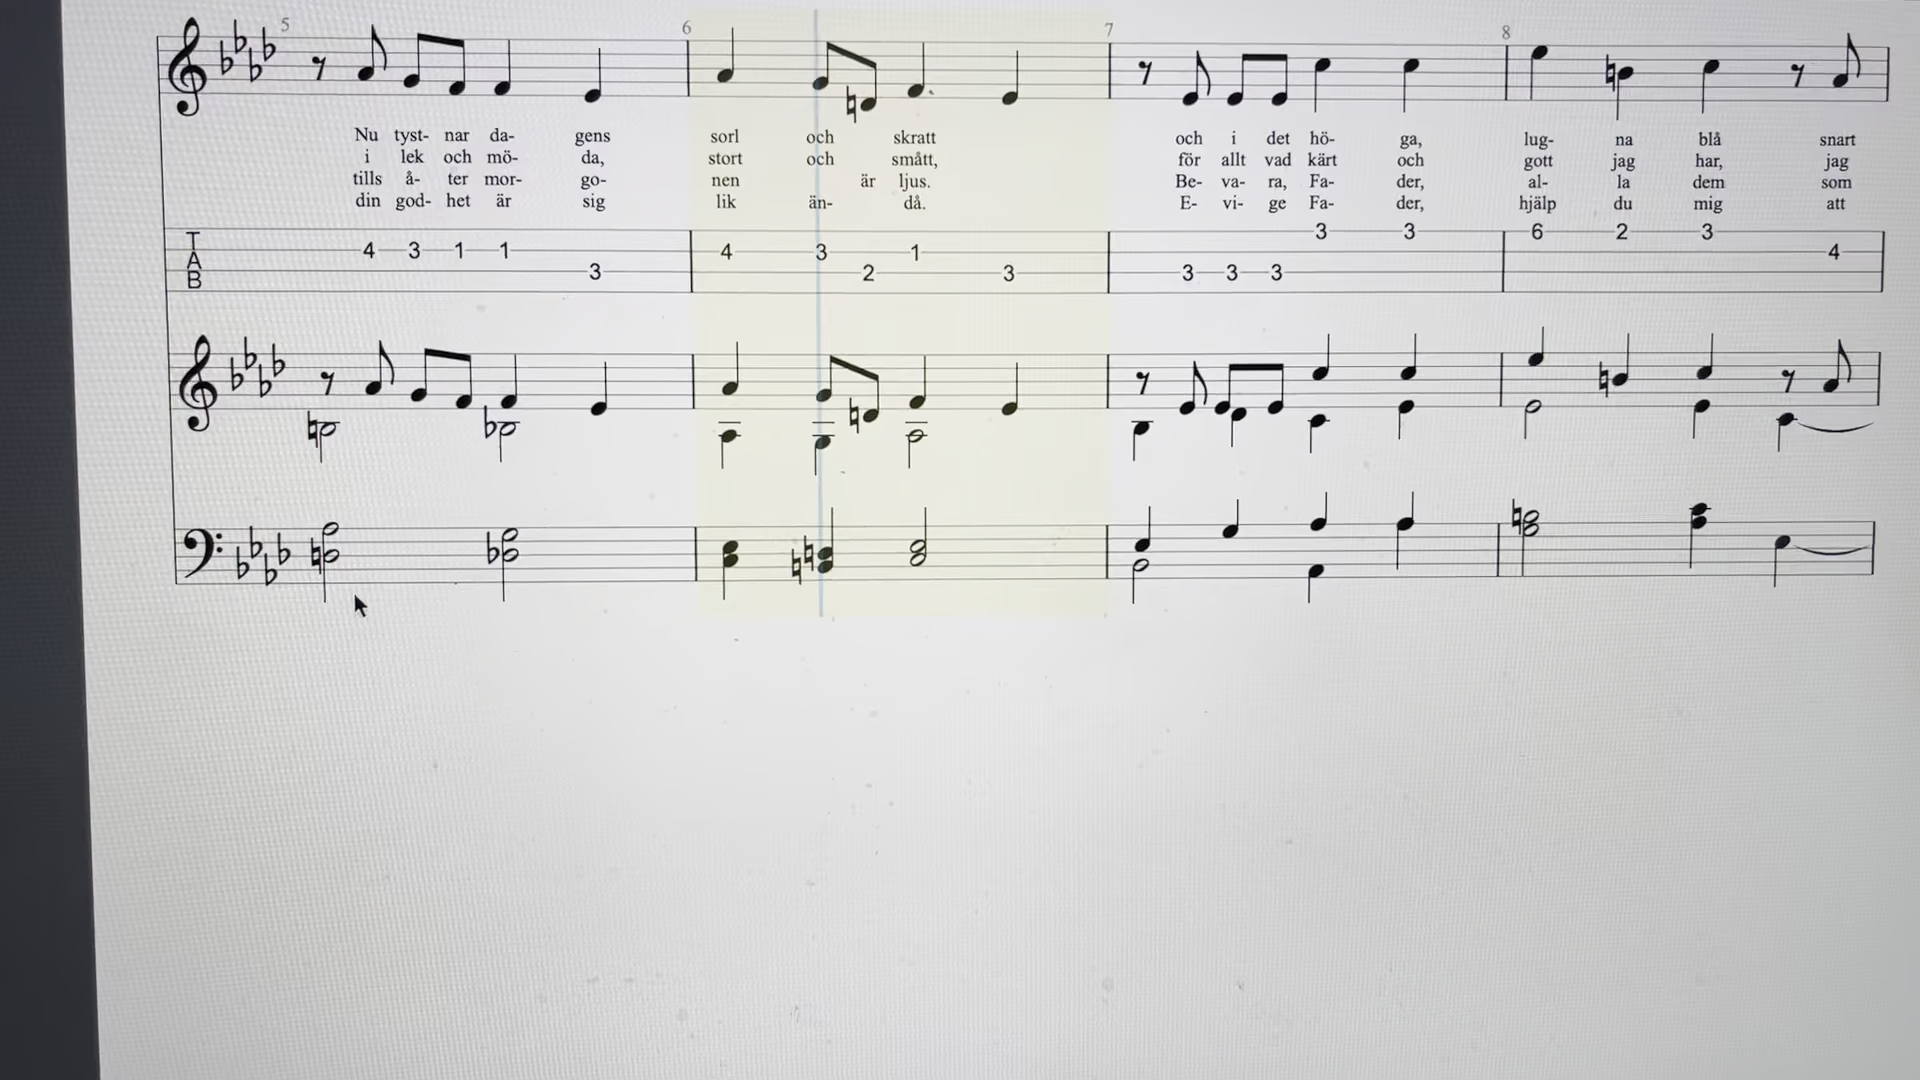 5 6 7 8
Nu tyst- nar da- gens sorl och skratt och i det hö- ga, lug- na blå snart
i lek och mö- da, stort och smått, för allt vad kärt och gott jag har, jag
tills å- ter mor- go- nen är ljus. Be- va- ra, Fa- der, al- la dem som
din god- het är sig lik än- då. E- vi- ge Fa- der, hjälp du mig att
3 3 6 2 3
T 4 3 1 1 4 3 1 4
A 3 2 3 3 3 3
B